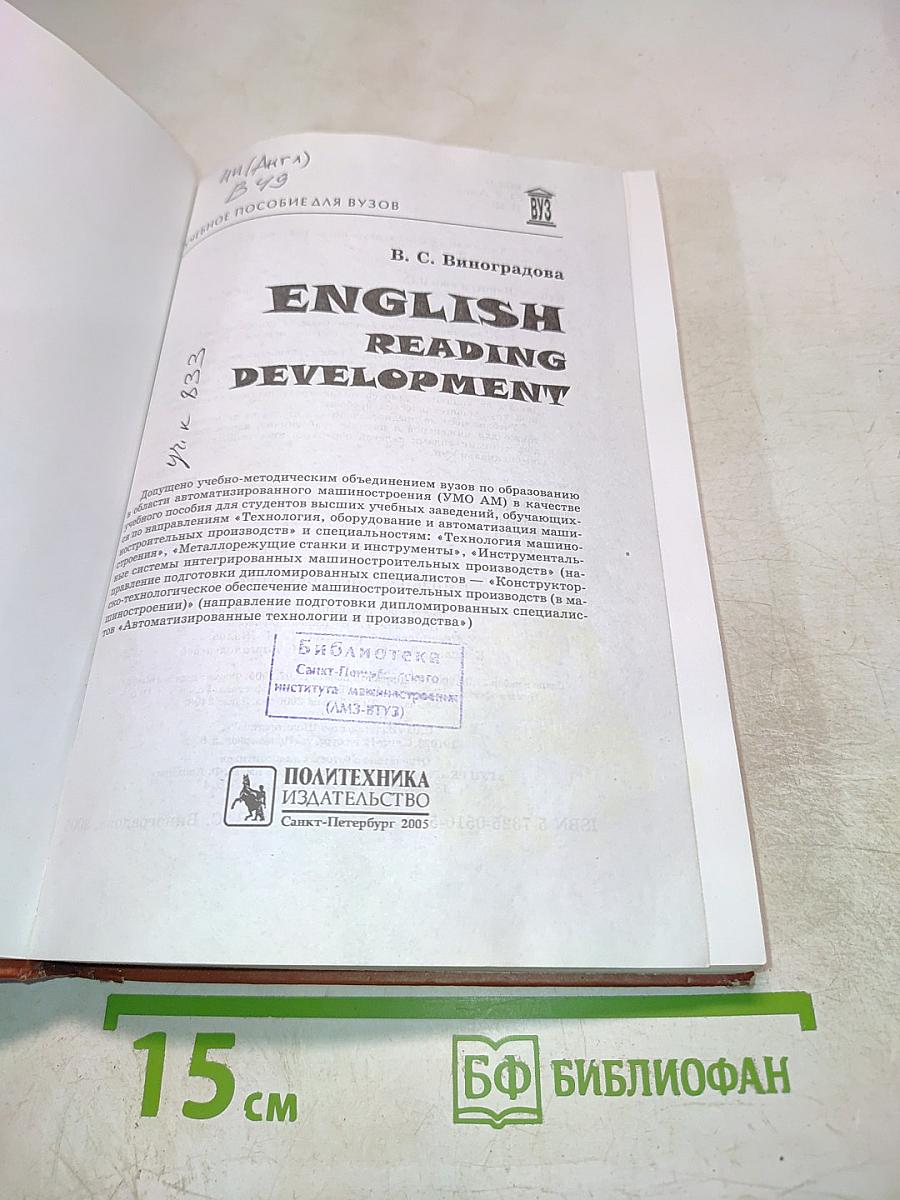 ИИ(Англ)
В 49
УЧЕБНОЕ ПОСОБИЕ ДЛЯ ВУЗОВ
ВУЗ
В. С. Виноградова
ENGLISH
READING
DEVELOPMENT
уч. к 833
Допущено учебно-методическим объединением вузов по образованию
в области автоматизированного машиностроения (УМО АМ) в качестве
учебного пособия для студентов высших учебных заведений, обучающих-
ся по направлениям «Технология, оборудование и автоматизация маши-
ностроительных производств» и специальностям: «Технология машино-
строения», «Металлорежущие станки и инструменты», «Инструменталь-
ные системы интегрированных машиностроительных производств» (на-
правление подготовки дипломированных специалистов — «Конструктор-
ско-технологическое обеспечение машиностроительных производств (в ма-
шиностроении)» (направление подготовки дипломированных специалис-
тов «Автоматизированные технологии и производства»)
Библиотека
Санкт-Петербургского
института машиностроения
(ЛМЗ-ВТУЗ)
ПОЛИТЕХНИКА
ИЗДАТЕЛЬСТВО
Санкт-Петербург 2005
15 см
БФ БИБЛИОФАН